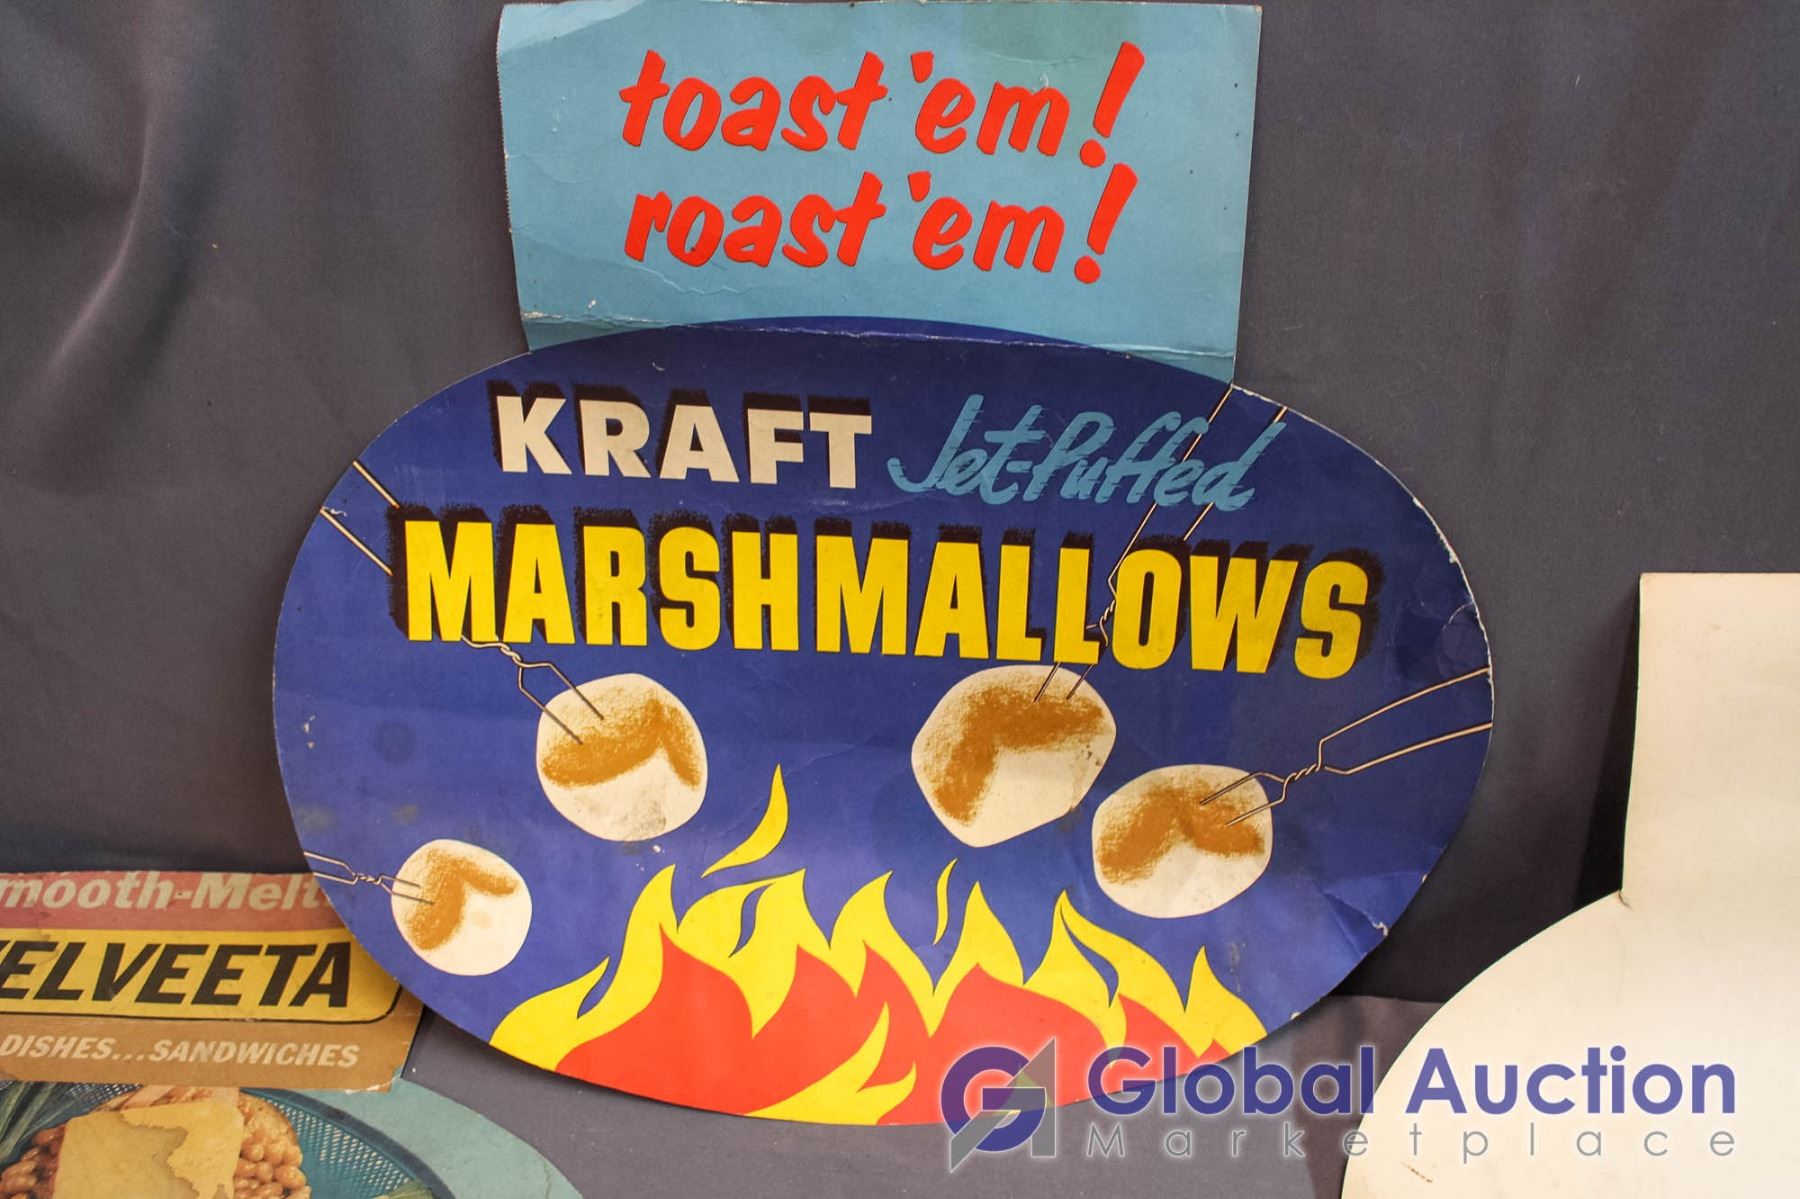 toast 'em!
roast 'em!
KRAFT Jet-Puffed
MARSHMALLOWS
mooth-Melt
ELVEETA
DISHES...SANDWICHES
Global Auction
Marketplace